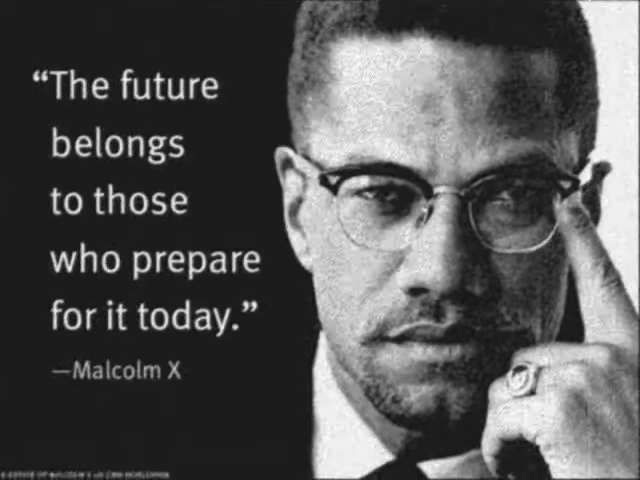 “The future
belongs
to those
who prepare
for it today.”
—Malcolm X